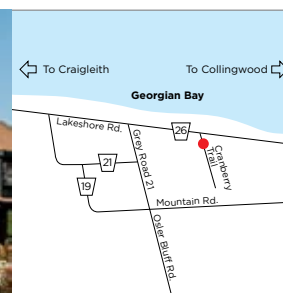 To Craigleith
To Collingwood
Georgian Bay
Lakeshore Rd.
26
Cranberry
Trail
Grey Road 21
21
19
Mountain Rd.
Osler Bluff Rd.